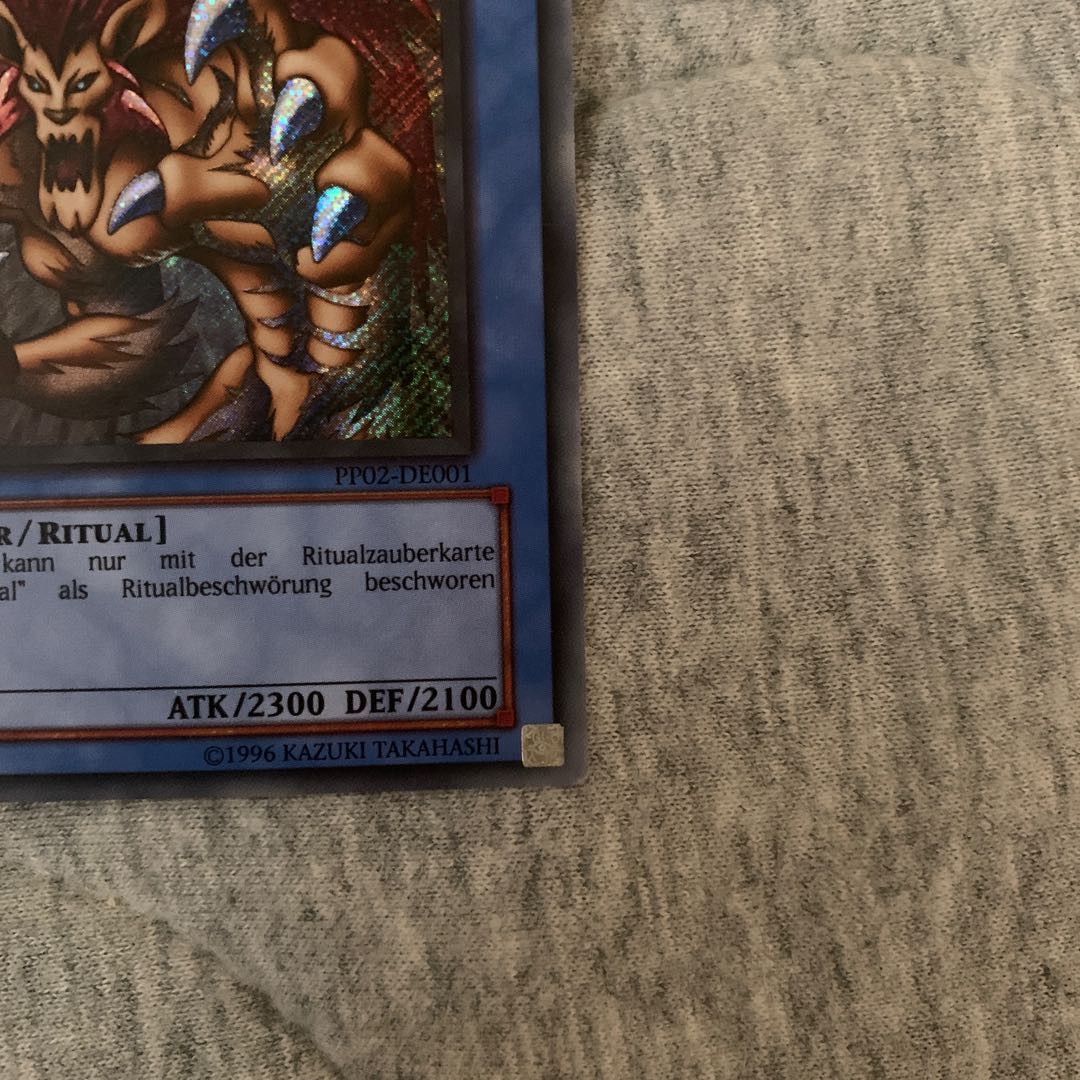 PP02-DE001
R/RITUAL]
kann nur mit der Ritualzauberkarte
al" als Ritualbeschwörung beschworen
ATK/2300 DEF/2100
©1996 KAZUKI TAKAHASHI